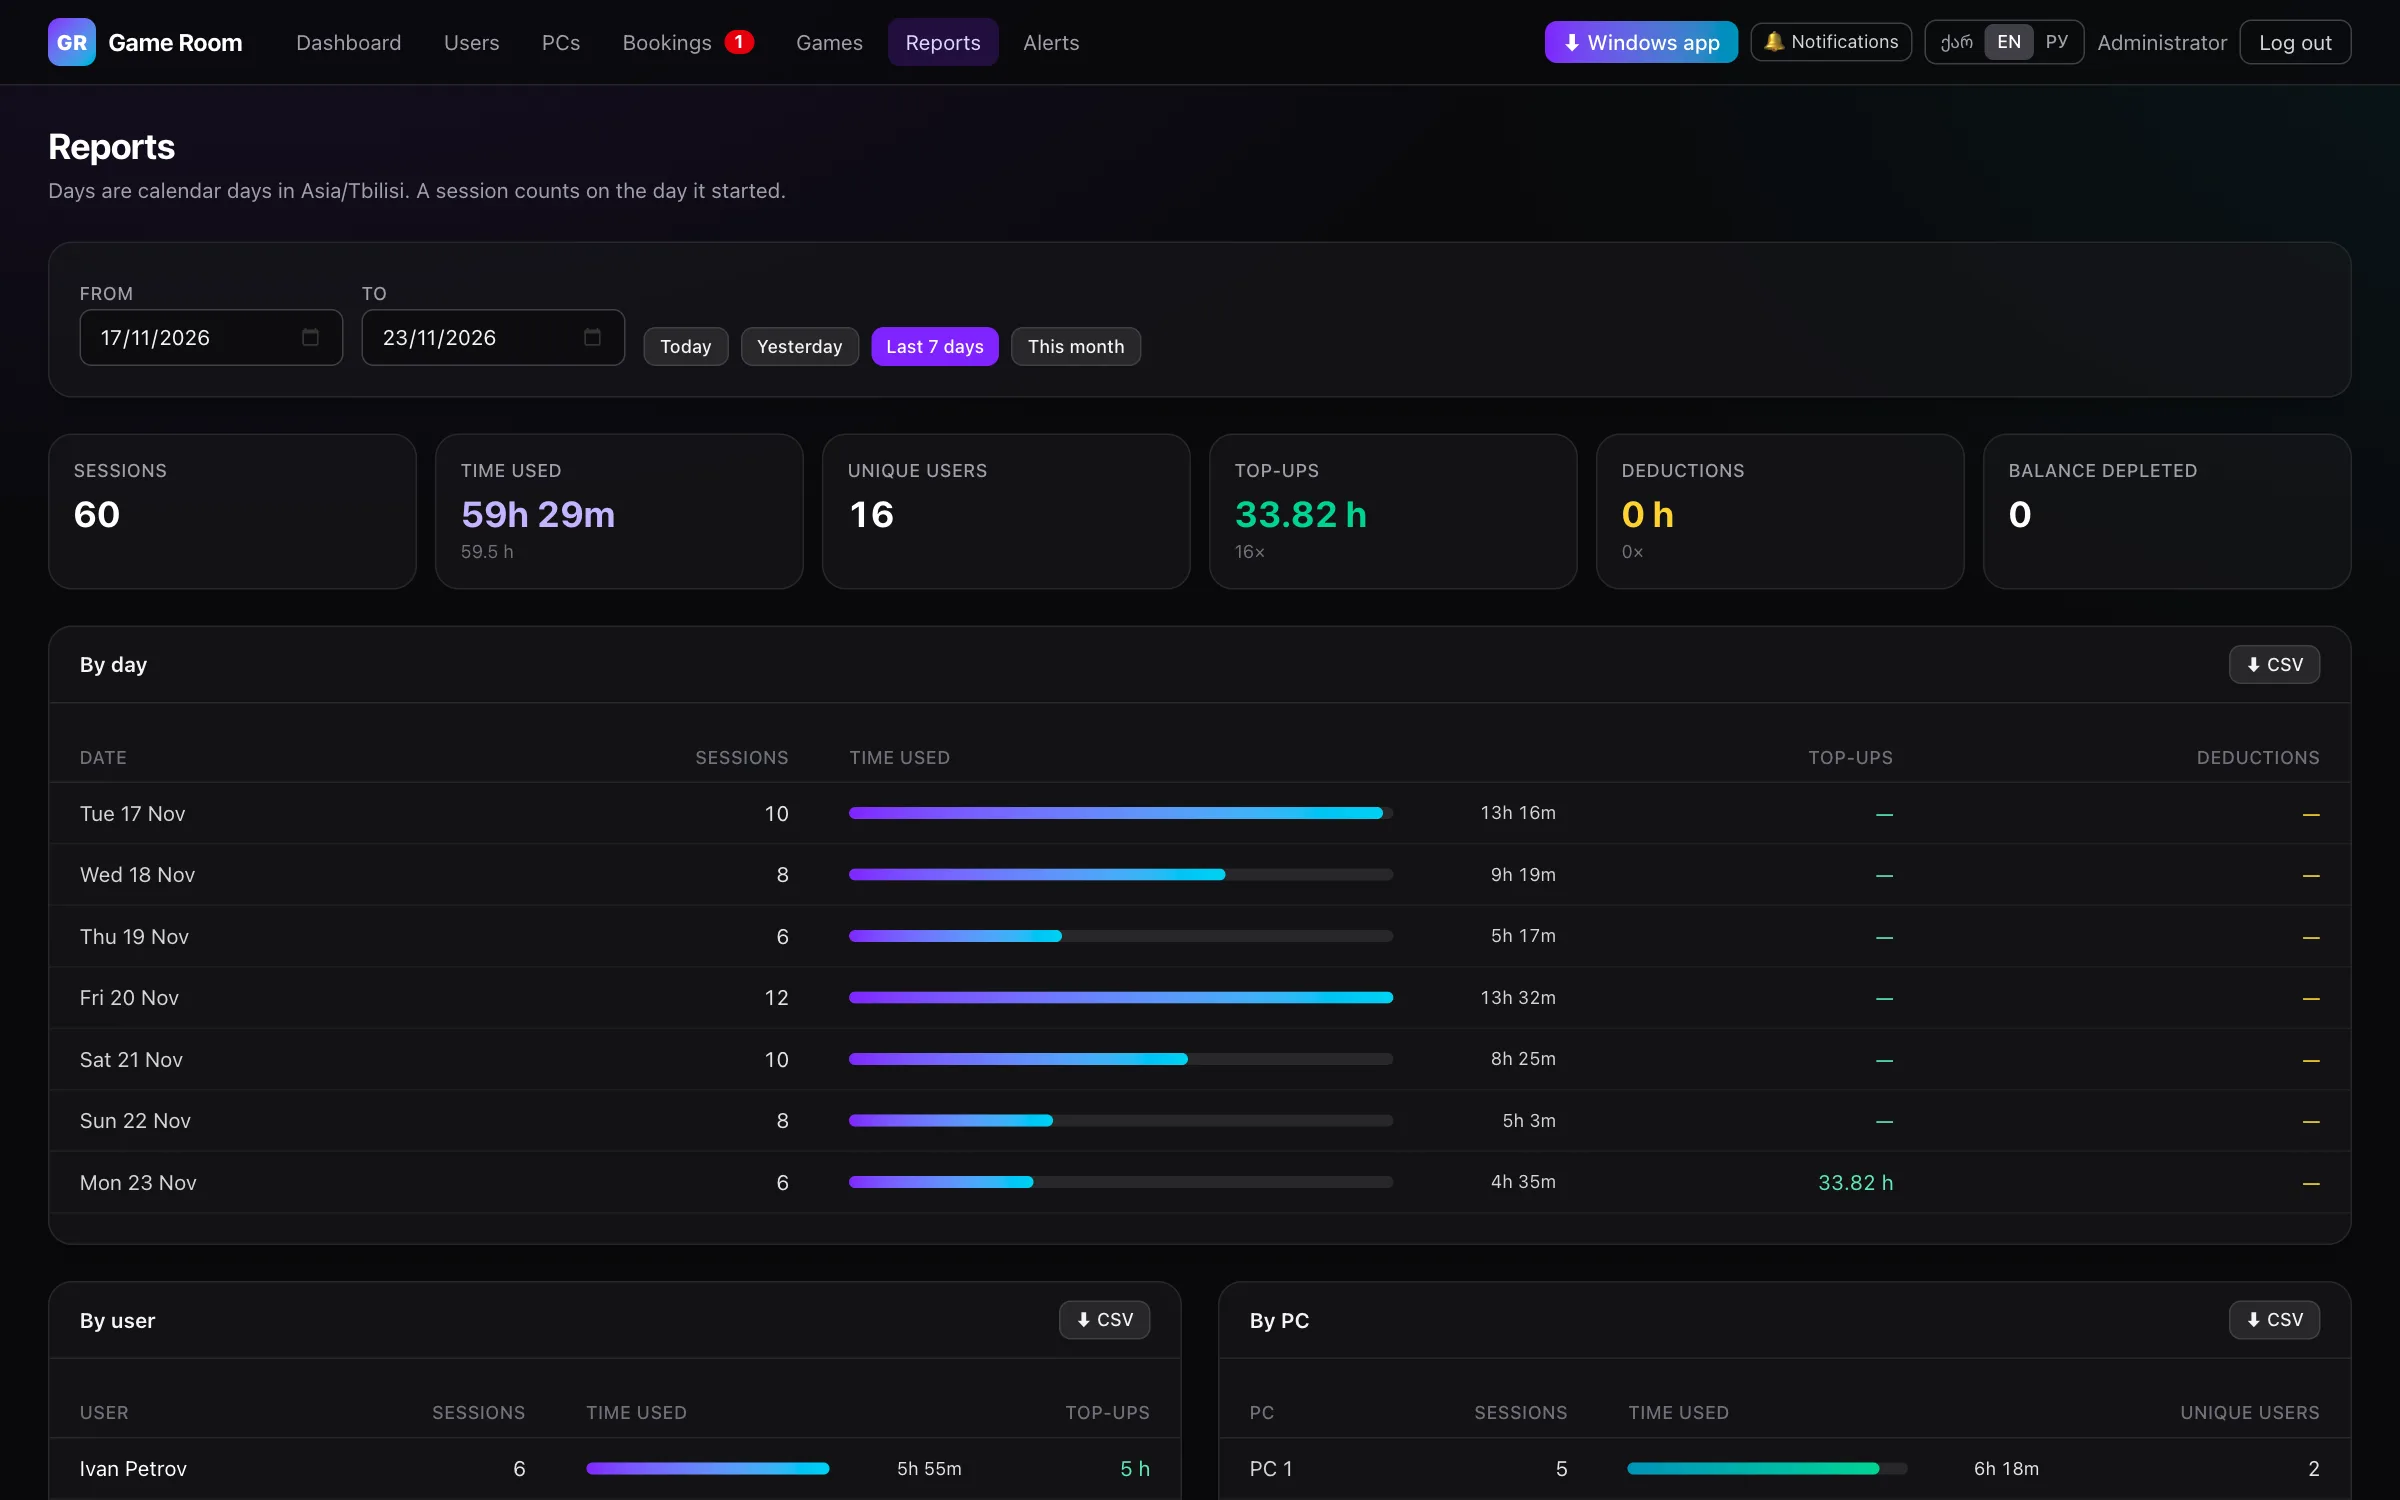 GR Game Room Dashboard Users PCs Bookings 1 Games Reports Alerts ⬇ Windows app 🔔 Notifications ქარ EN РУ Administrator Log out
Reports
Days are calendar days in Asia/Tbilisi. A session counts on the day it started.
FROM TO
17/11/2026 23/11/2026 Today Yesterday Last 7 days This month
SESSIONS TIME USED UNIQUE USERS TOP-UPS DEDUCTIONS BALANCE DEPLETED
60 59h 29m 16 33.82 h 0 h 0
59.5 h 16× 0×
By day ⬇ CSV
DATE SESSIONS TIME USED TOP-UPS DEDUCTIONS
Tue 17 Nov 10 13h 16m — —
Wed 18 Nov 8 9h 19m — —
Thu 19 Nov 6 5h 17m — —
Fri 20 Nov 12 13h 32m — —
Sat 21 Nov 10 8h 25m — —
Sun 22 Nov 8 5h 3m — —
Mon 23 Nov 6 4h 35m 33.82 h —
By user ⬇ CSV By PC ⬇ CSV
USER SESSIONS TIME USED TOP-UPS PC SESSIONS TIME USED UNIQUE USERS
Ivan Petrov 6 5h 55m 5 h PC 1 5 6h 18m 2